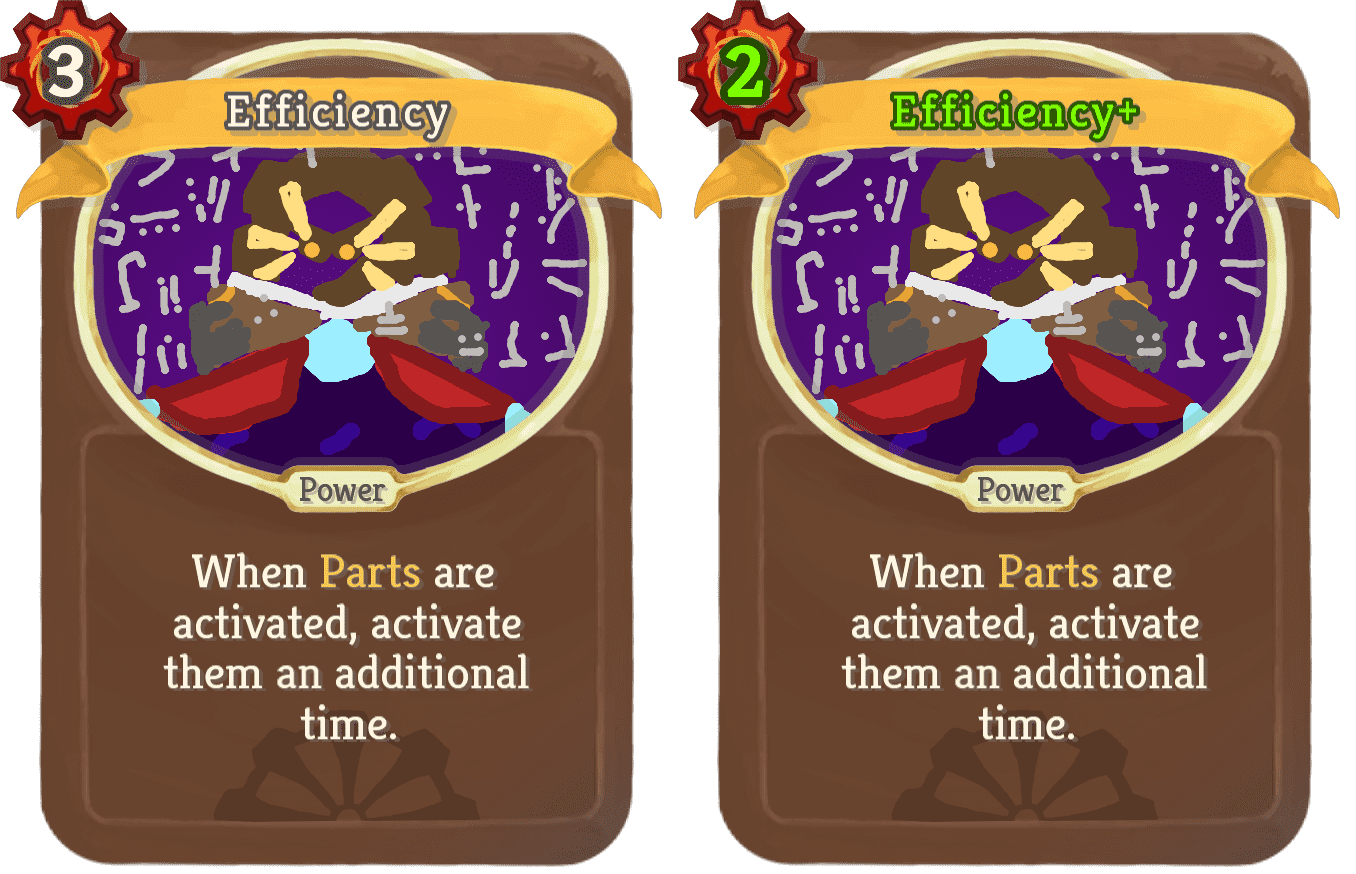 3
Efficiency
Power
When Parts are
activated, activate
them an additional
time.
2
Efficiency+
Power
When Parts are
activated, activate
them an additional
time.